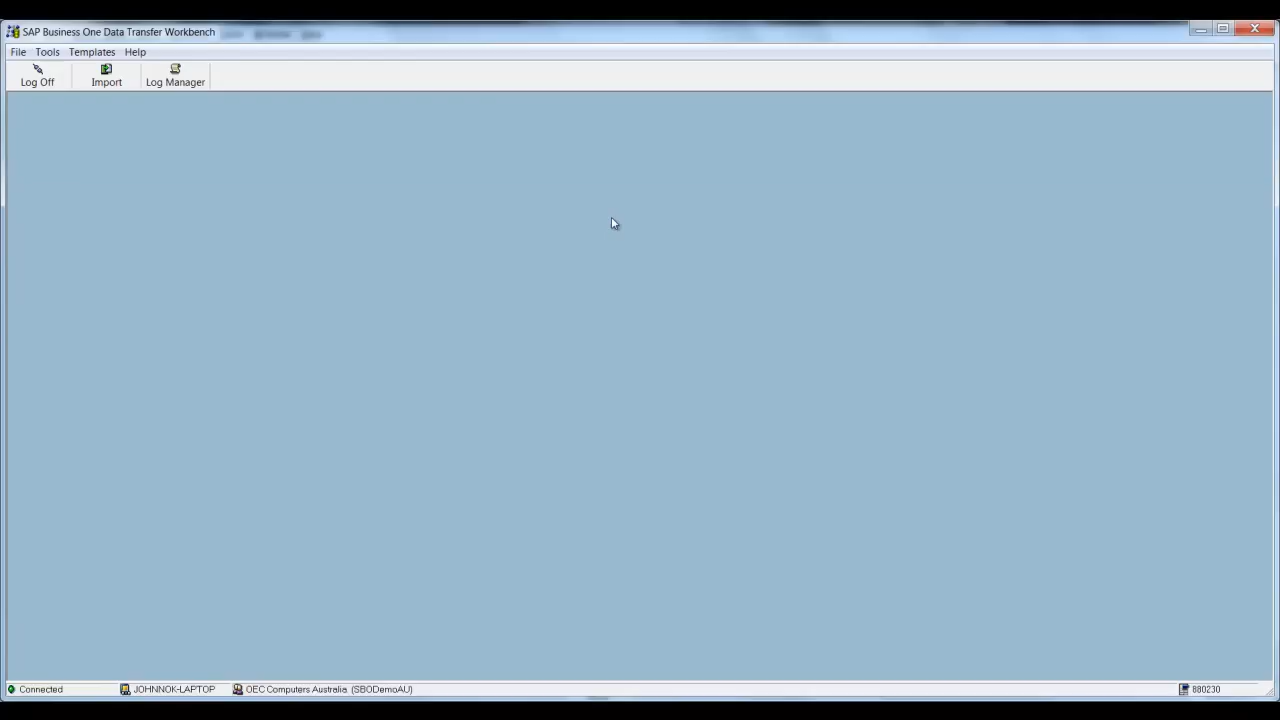 SAP Business One Data Transfer Workbench
File Tools Templates Help
Log Off Import Log Manager
Connected JOHNNOK-LAPTOP OEC Computers Australia (SBODemoAU) 880230